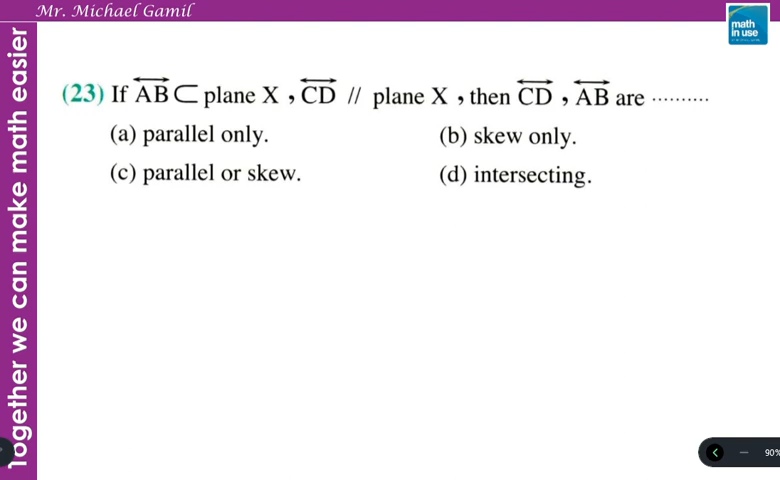 Mr. Michael Gamil
math
in use
Together we can make math easier
(23) If AB ⊂ plane X , CD // plane X , then CD , AB are ··········
(a) parallel only.
(b) skew only.
(c) parallel or skew.
(d) intersecting.
90%